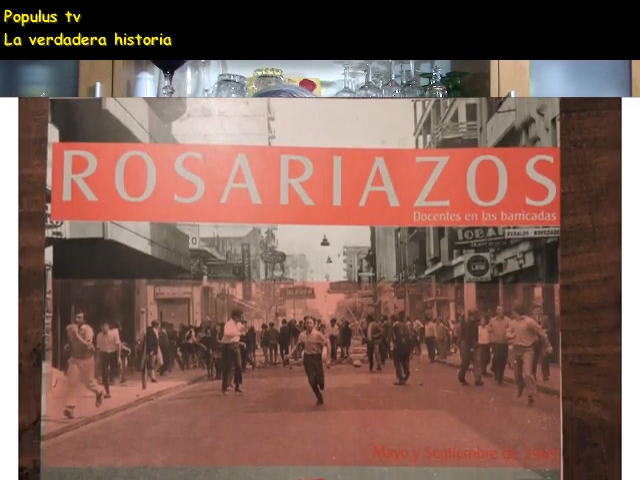 Populus tv
La verdadera historia
ROSARIAZOS
Docentes en las barricadas
Mayo y Septiembre de 1969